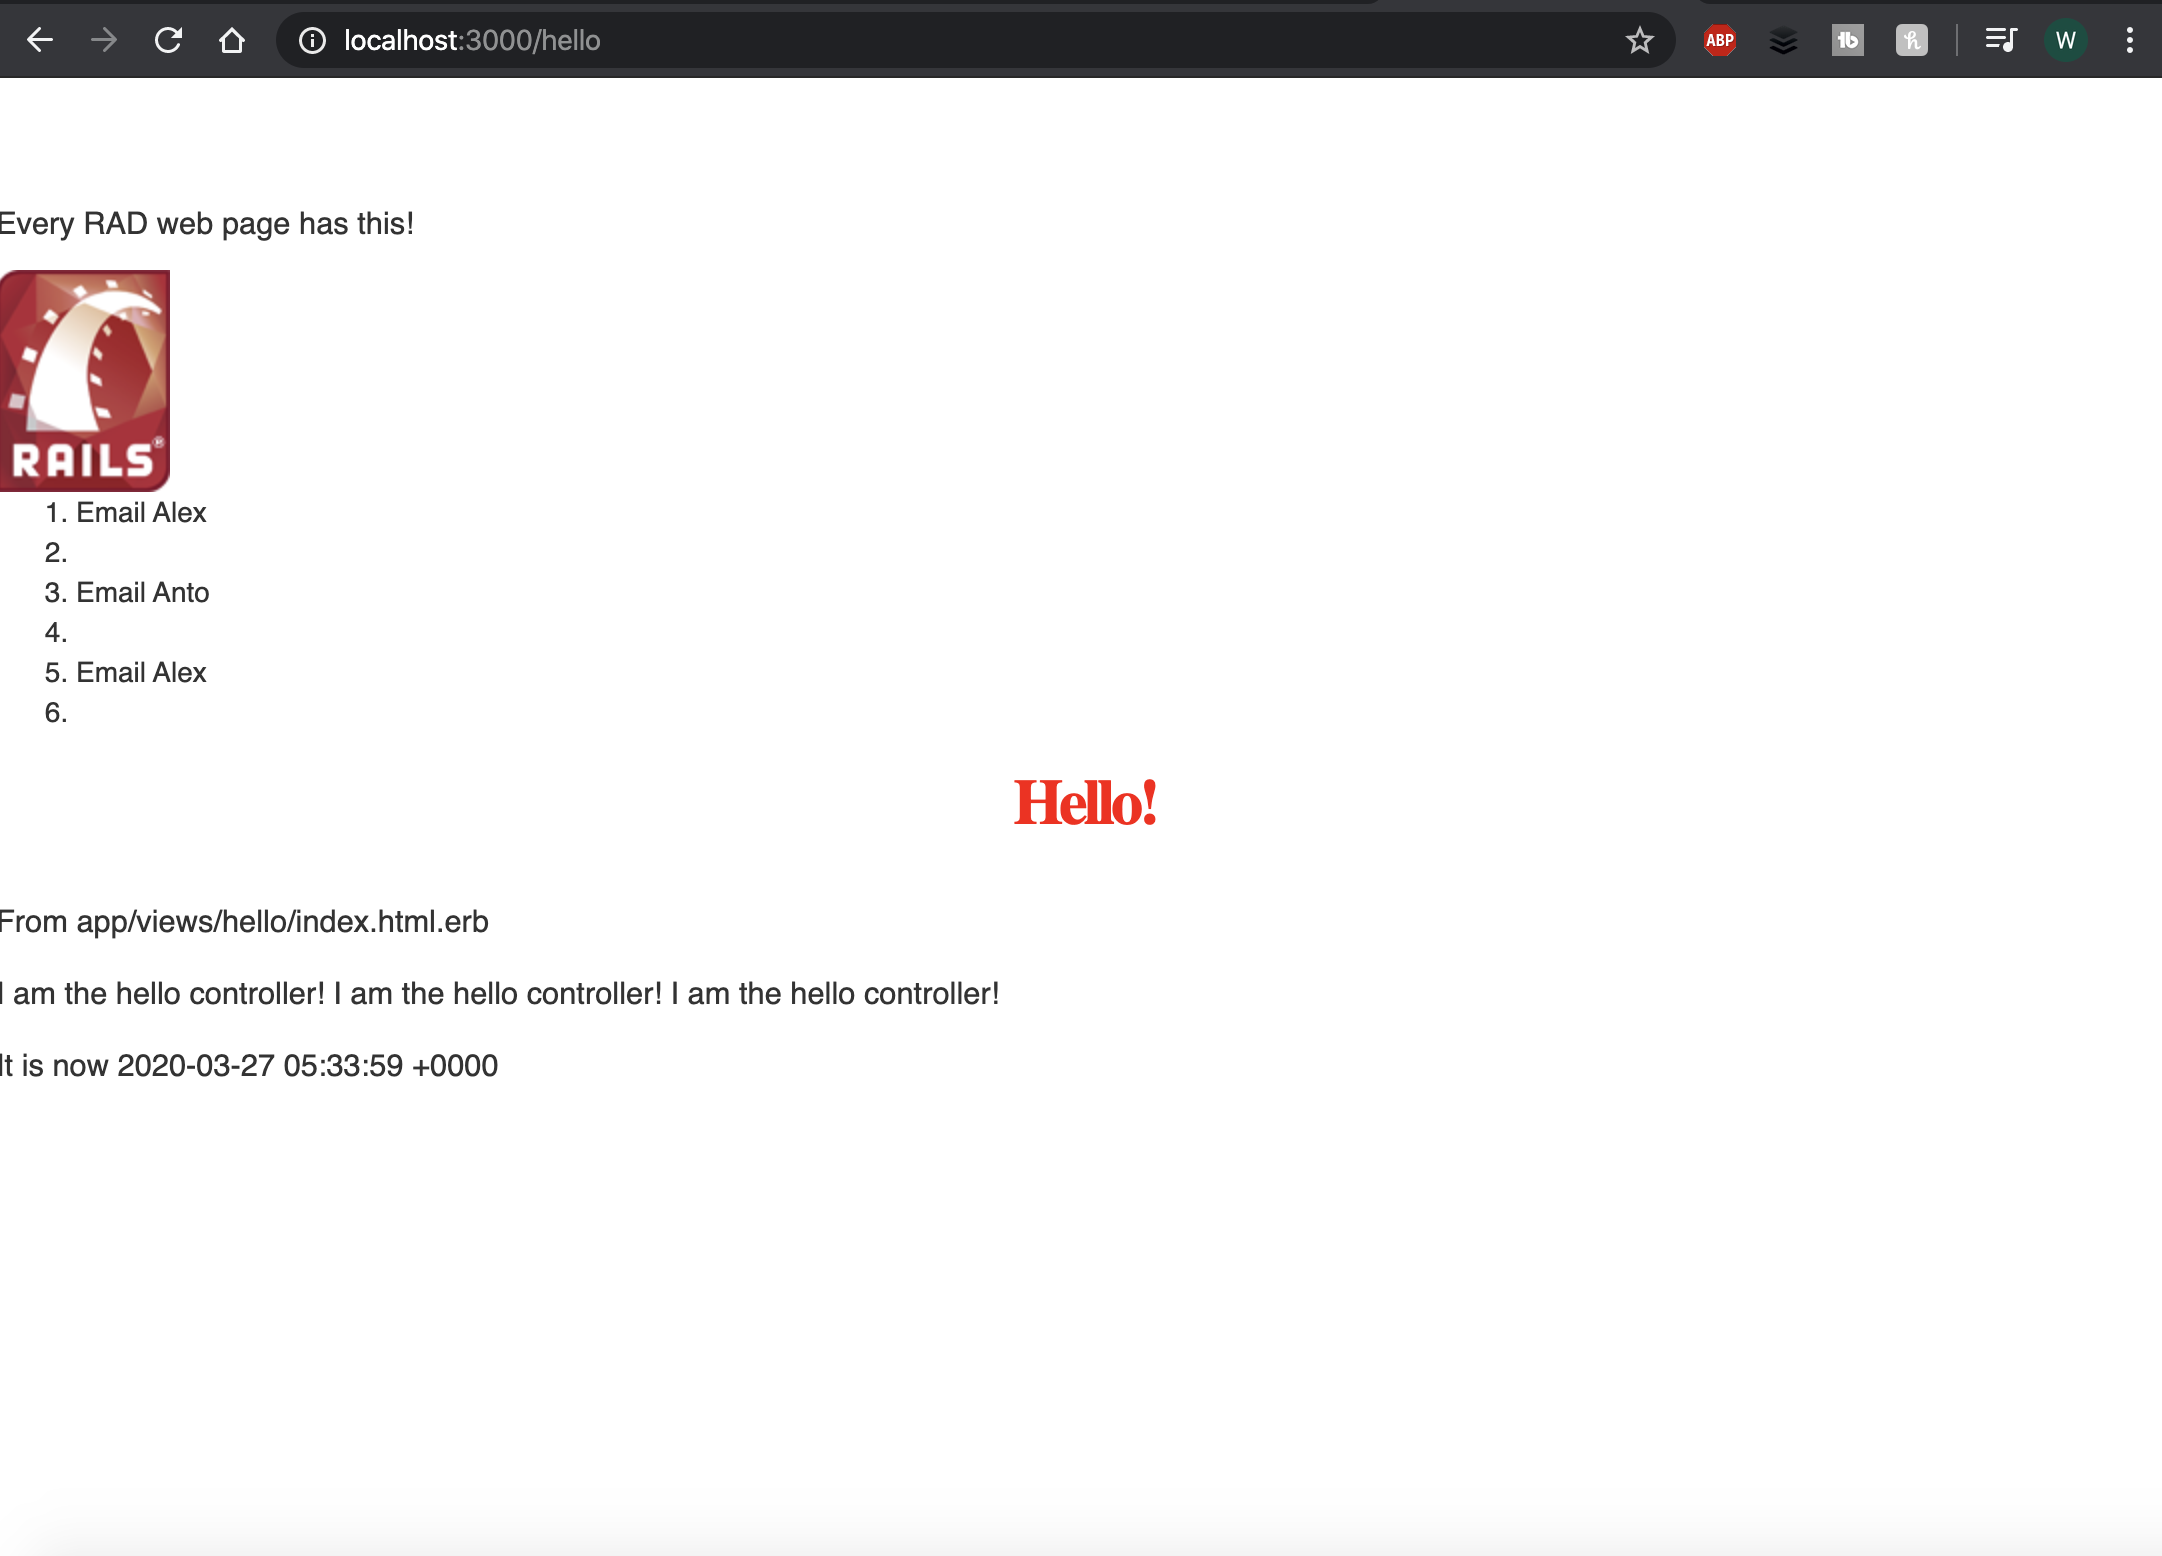 localhost:3000/hello
ABP
tb
h
W
Every RAD web page has this!
RAILS®
1. Email Alex
2.
3. Email Anto
4.
5. Email Alex
6.
Hello!
From app/views/hello/index.html.erb
I am the hello controller! I am the hello controller! I am the hello controller!
It is now 2020-03-27 05:33:59 +0000